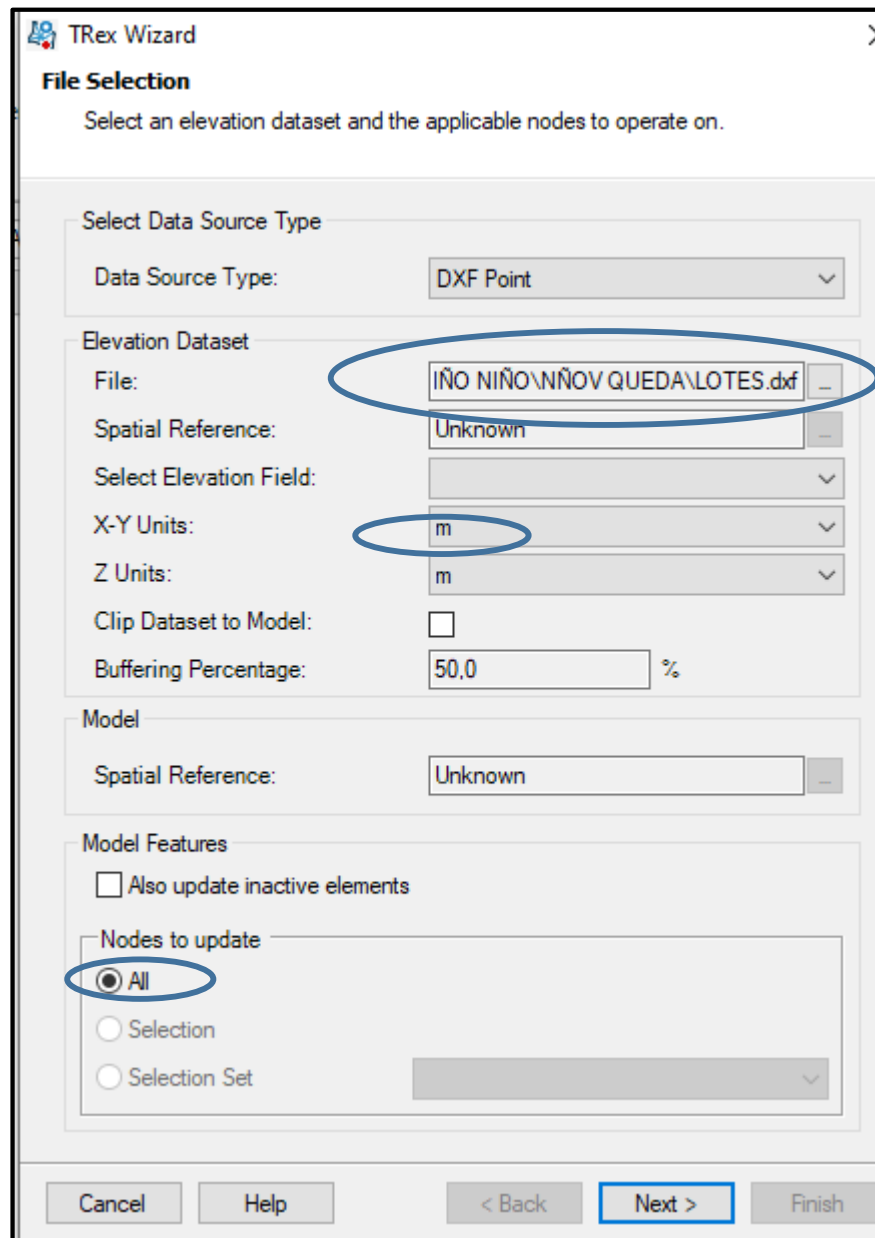 TRex Wizard
File Selection
Select an elevation dataset and the applicable nodes to operate on.
Select Data Source Type
Data Source Type: DXF Point
Elevation Dataset
File: IÑO NIÑO\NÑOV QUEDA\LOTES.dxf ...
Spatial Reference: Unknown ...
Select Elevation Field:
X-Y Units: m
Z Units: m
Clip Dataset to Model:
Buffering Percentage: 50,0 %
Model
Spatial Reference: Unknown ...
Model Features
Also update inactive elements
Nodes to update
All
Selection
Selection Set
Cancel Help < Back Next > Finish